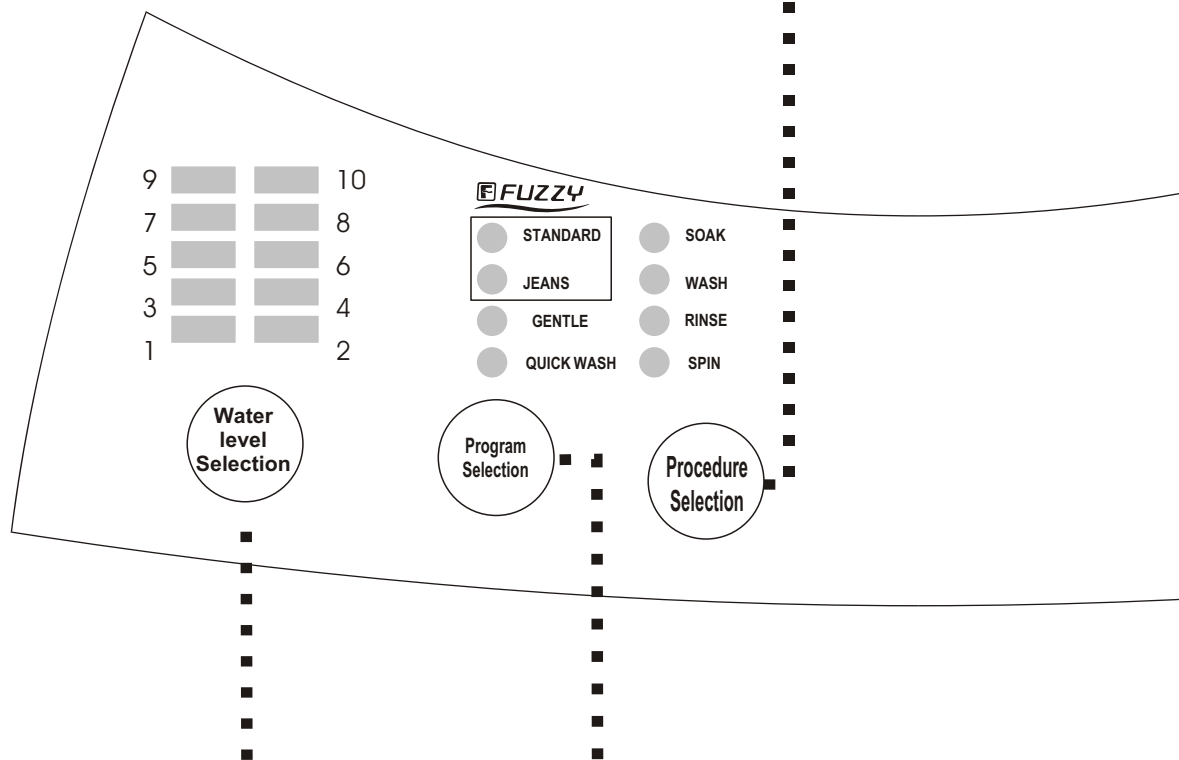 9 10
7 8
5 6
3 4
1 2
Water
level
Selection
F FUZZY
STANDARD
JEANS
GENTLE
QUICK WASH
Program
Selection
SOAK
WASH
RINSE
SPIN
Procedure
Selection